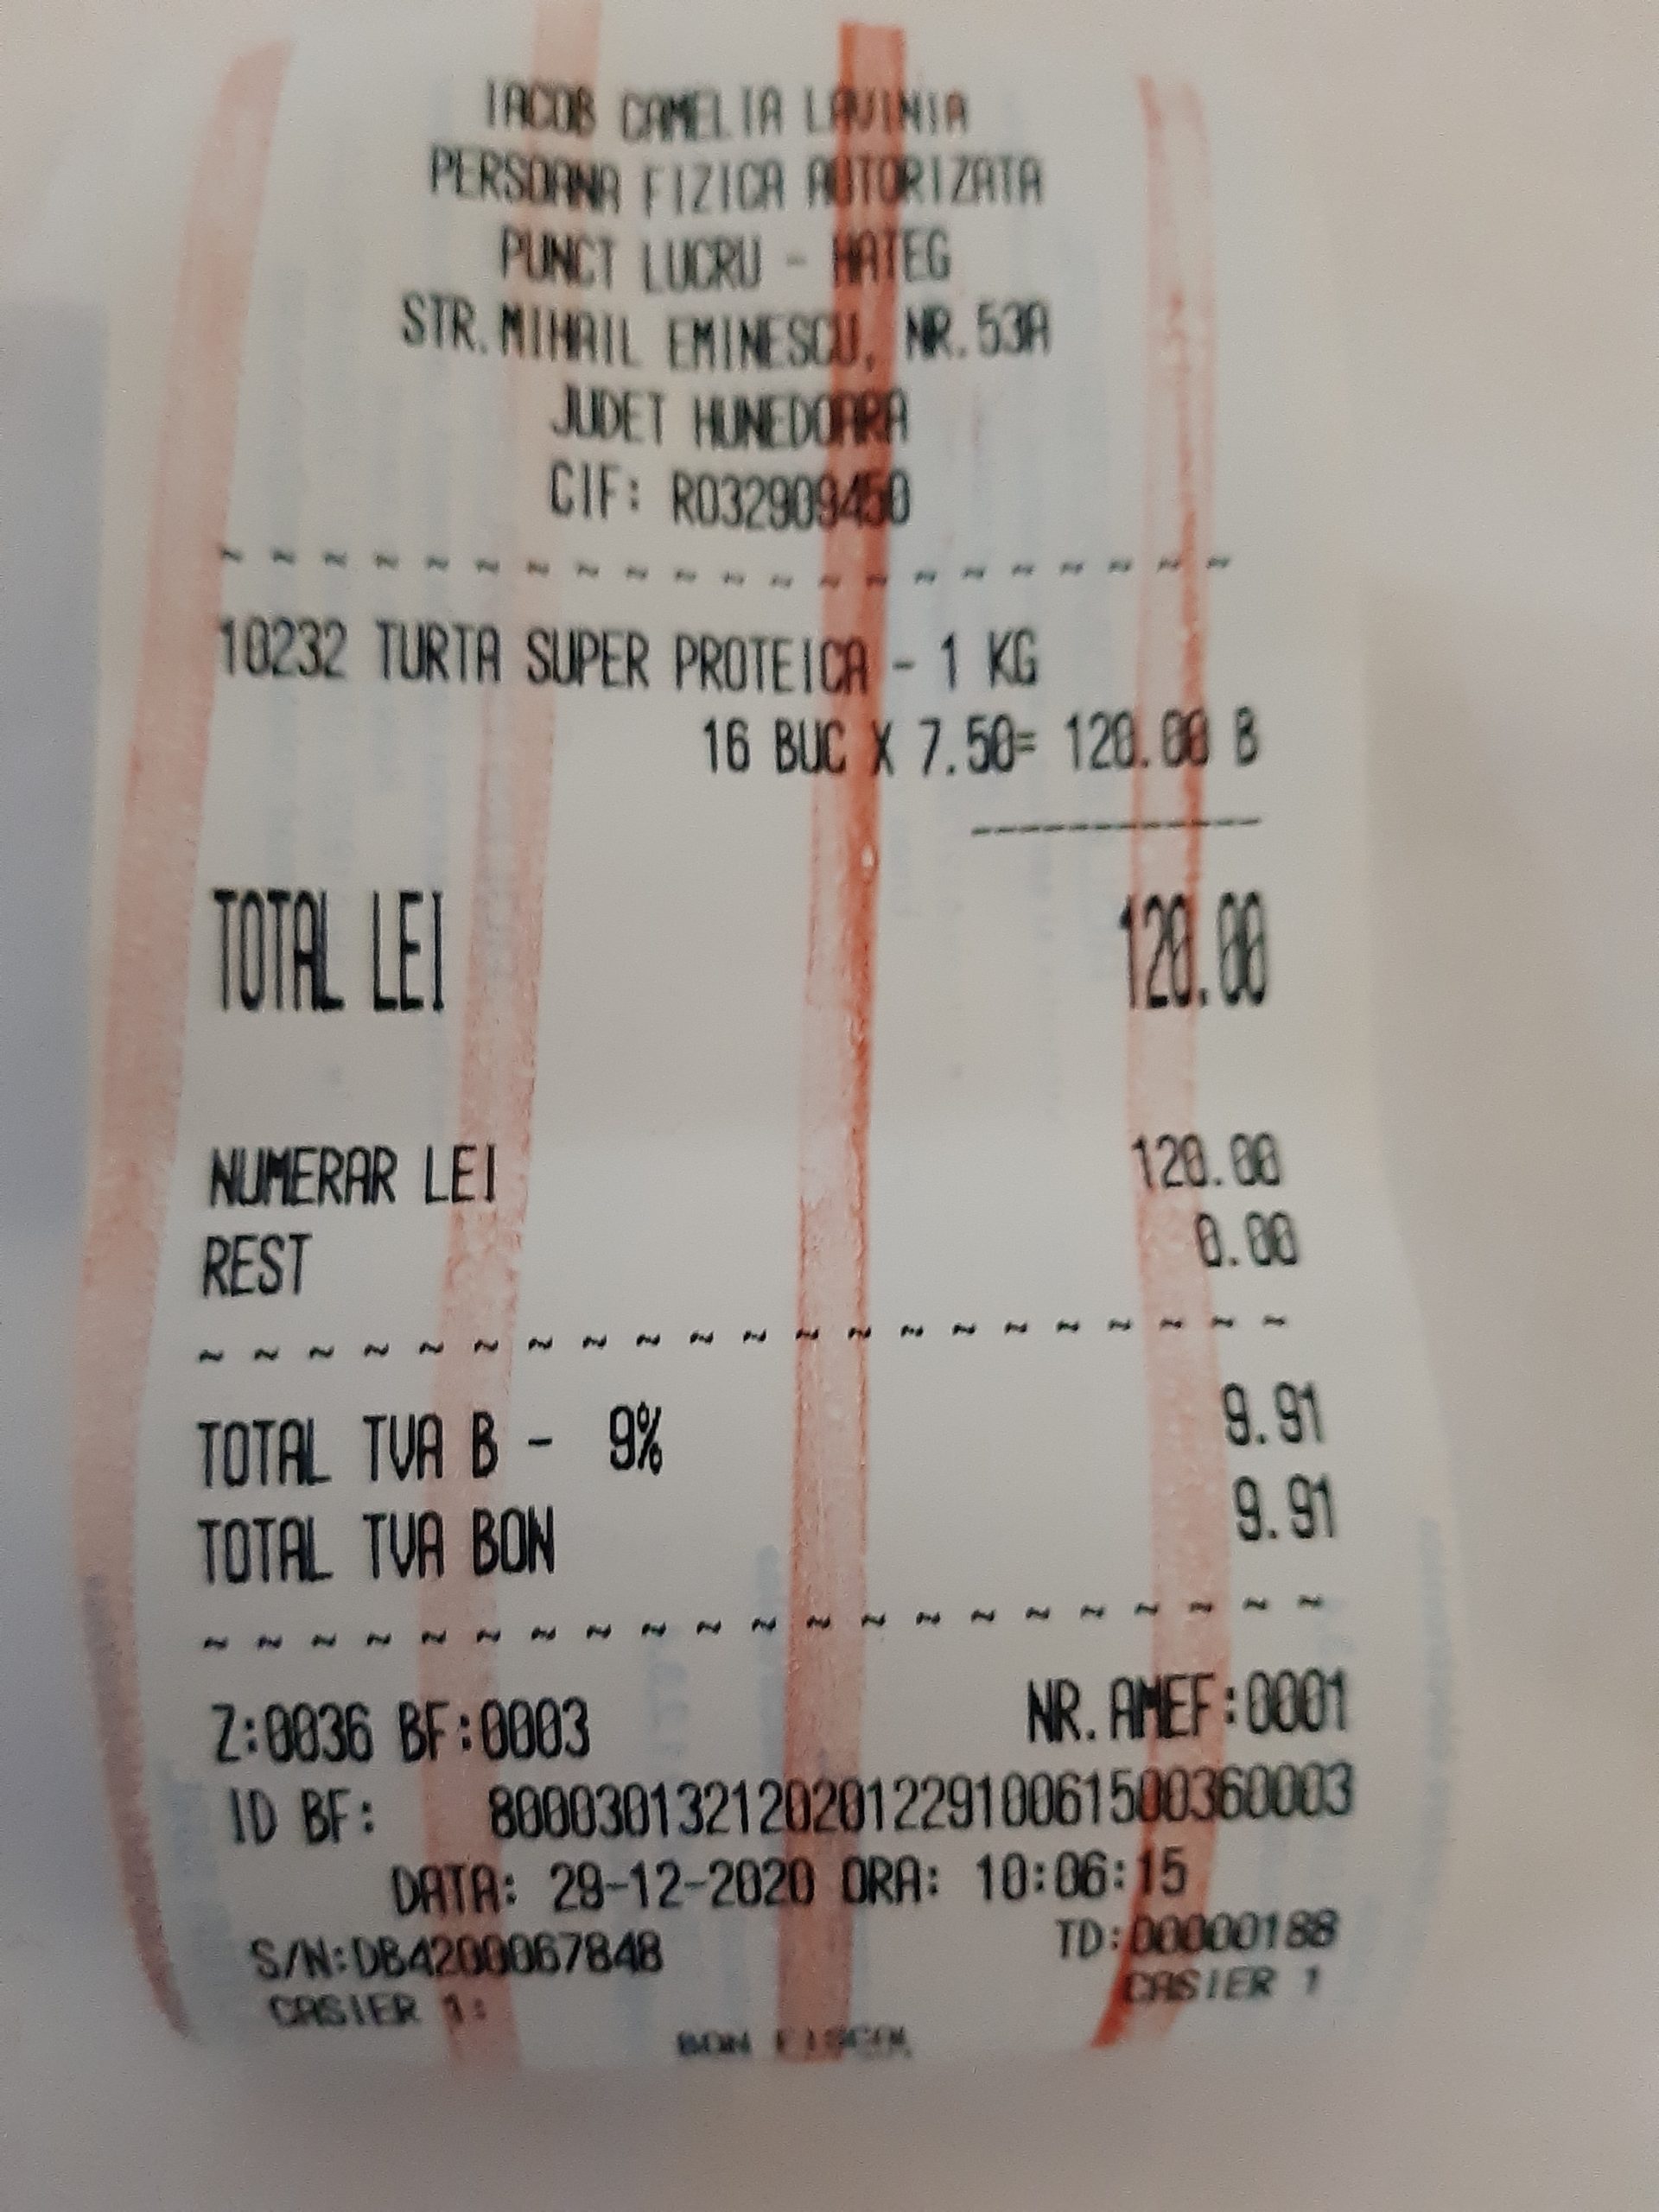 IACOB CAMELIA LAVINIA
PERSOANA FIZICA AUTORIZATA
PUNCT LUCRU - HATEG
STR.MIHAIL EMINESCU, NR.53A
JUDET HUNEDOARA
CIF: RO32909450
~ ~ ~ ~ ~ ~ ~ ~ ~ ~ ~ ~ ~ ~ ~ ~ ~ ~ ~ ~ ~
10232 TURTA SUPER PROTEICA - 1 KG
16 BUC X 7.50= 120.00 B
------------
TOTAL LEI 120.00
NUMERAR LEI 120.00
REST 0.00
~ ~ ~ ~ ~ ~ ~ ~ ~ ~ ~ ~ ~ ~ ~ ~ ~ ~ ~ ~ ~
TOTAL TVA B - 9% 9.91
TOTAL TVA BON 9.91
~ ~ ~ ~ ~ ~ ~ ~ ~ ~ ~ ~ ~ ~ ~ ~ ~ ~ ~ ~ ~
Z:0036 BF:0003 NR.AMEF:0001
ID BF: 80003013212020122910061500360003
DATA: 29-12-2020 ORA: 10:06:15
S/N:DB4200067848 TD:00000188
CASIER 1: CASIER 1
BON FISCAL